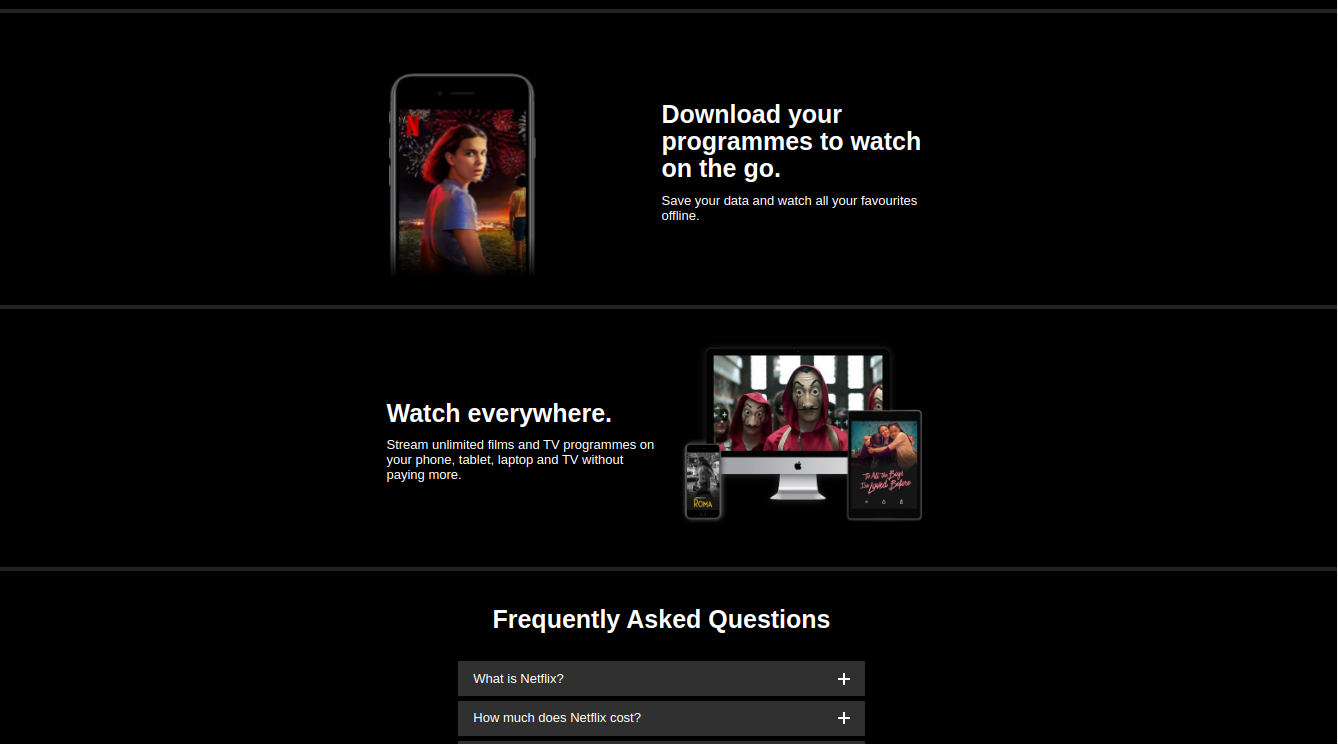 N
Download your
programmes to watch
on the go.
Save your data and watch all your favourites
offline.
Watch everywhere.
Stream unlimited films and TV programmes on
your phone, tablet, laptop and TV without
paying more.
ROMA
To All the Boys
I've Loved Before
Frequently Asked Questions
What is Netflix?
How much does Netflix cost?